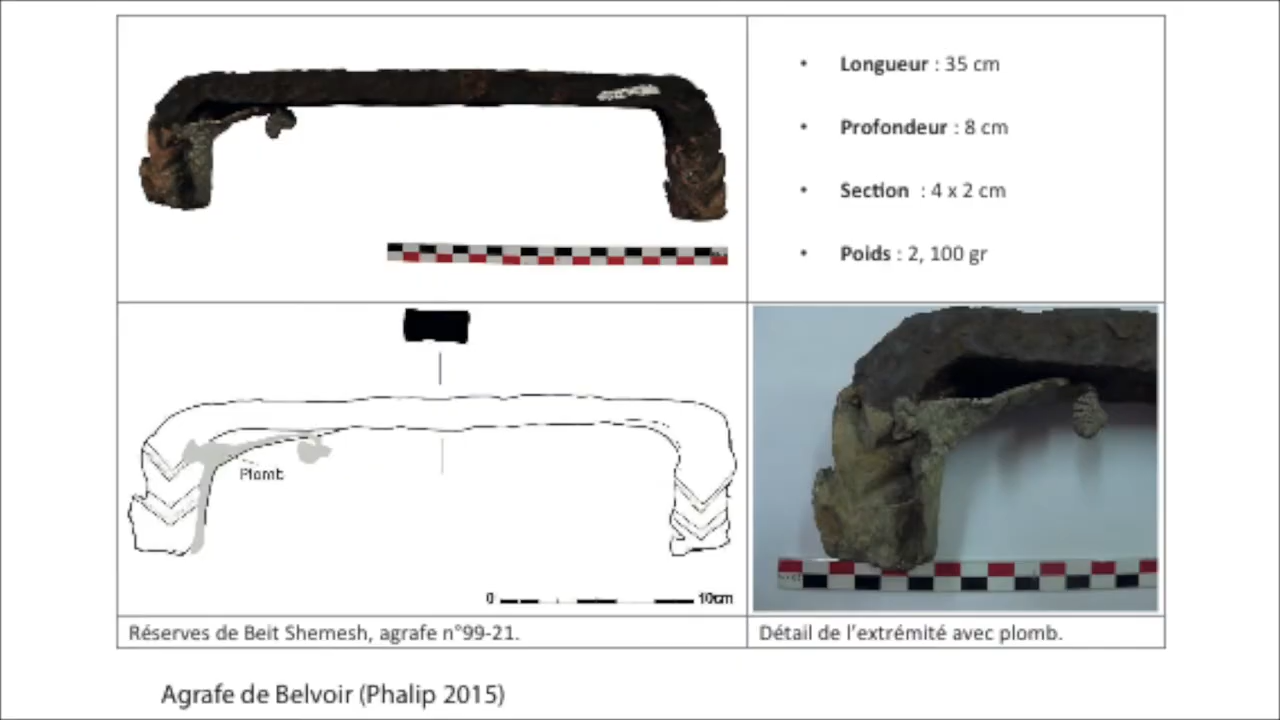 • Longueur : 35 cm
• Profondeur : 8 cm
• Section : 4 x 2 cm
• Poids : 2, 100 gr
Plomb
0 10cm
Réserves de Beit Shemesh, agrafe n°99-21.
Détail de l'extrémité avec plomb.
Agrafe de Belvoir (Phalip 2015)